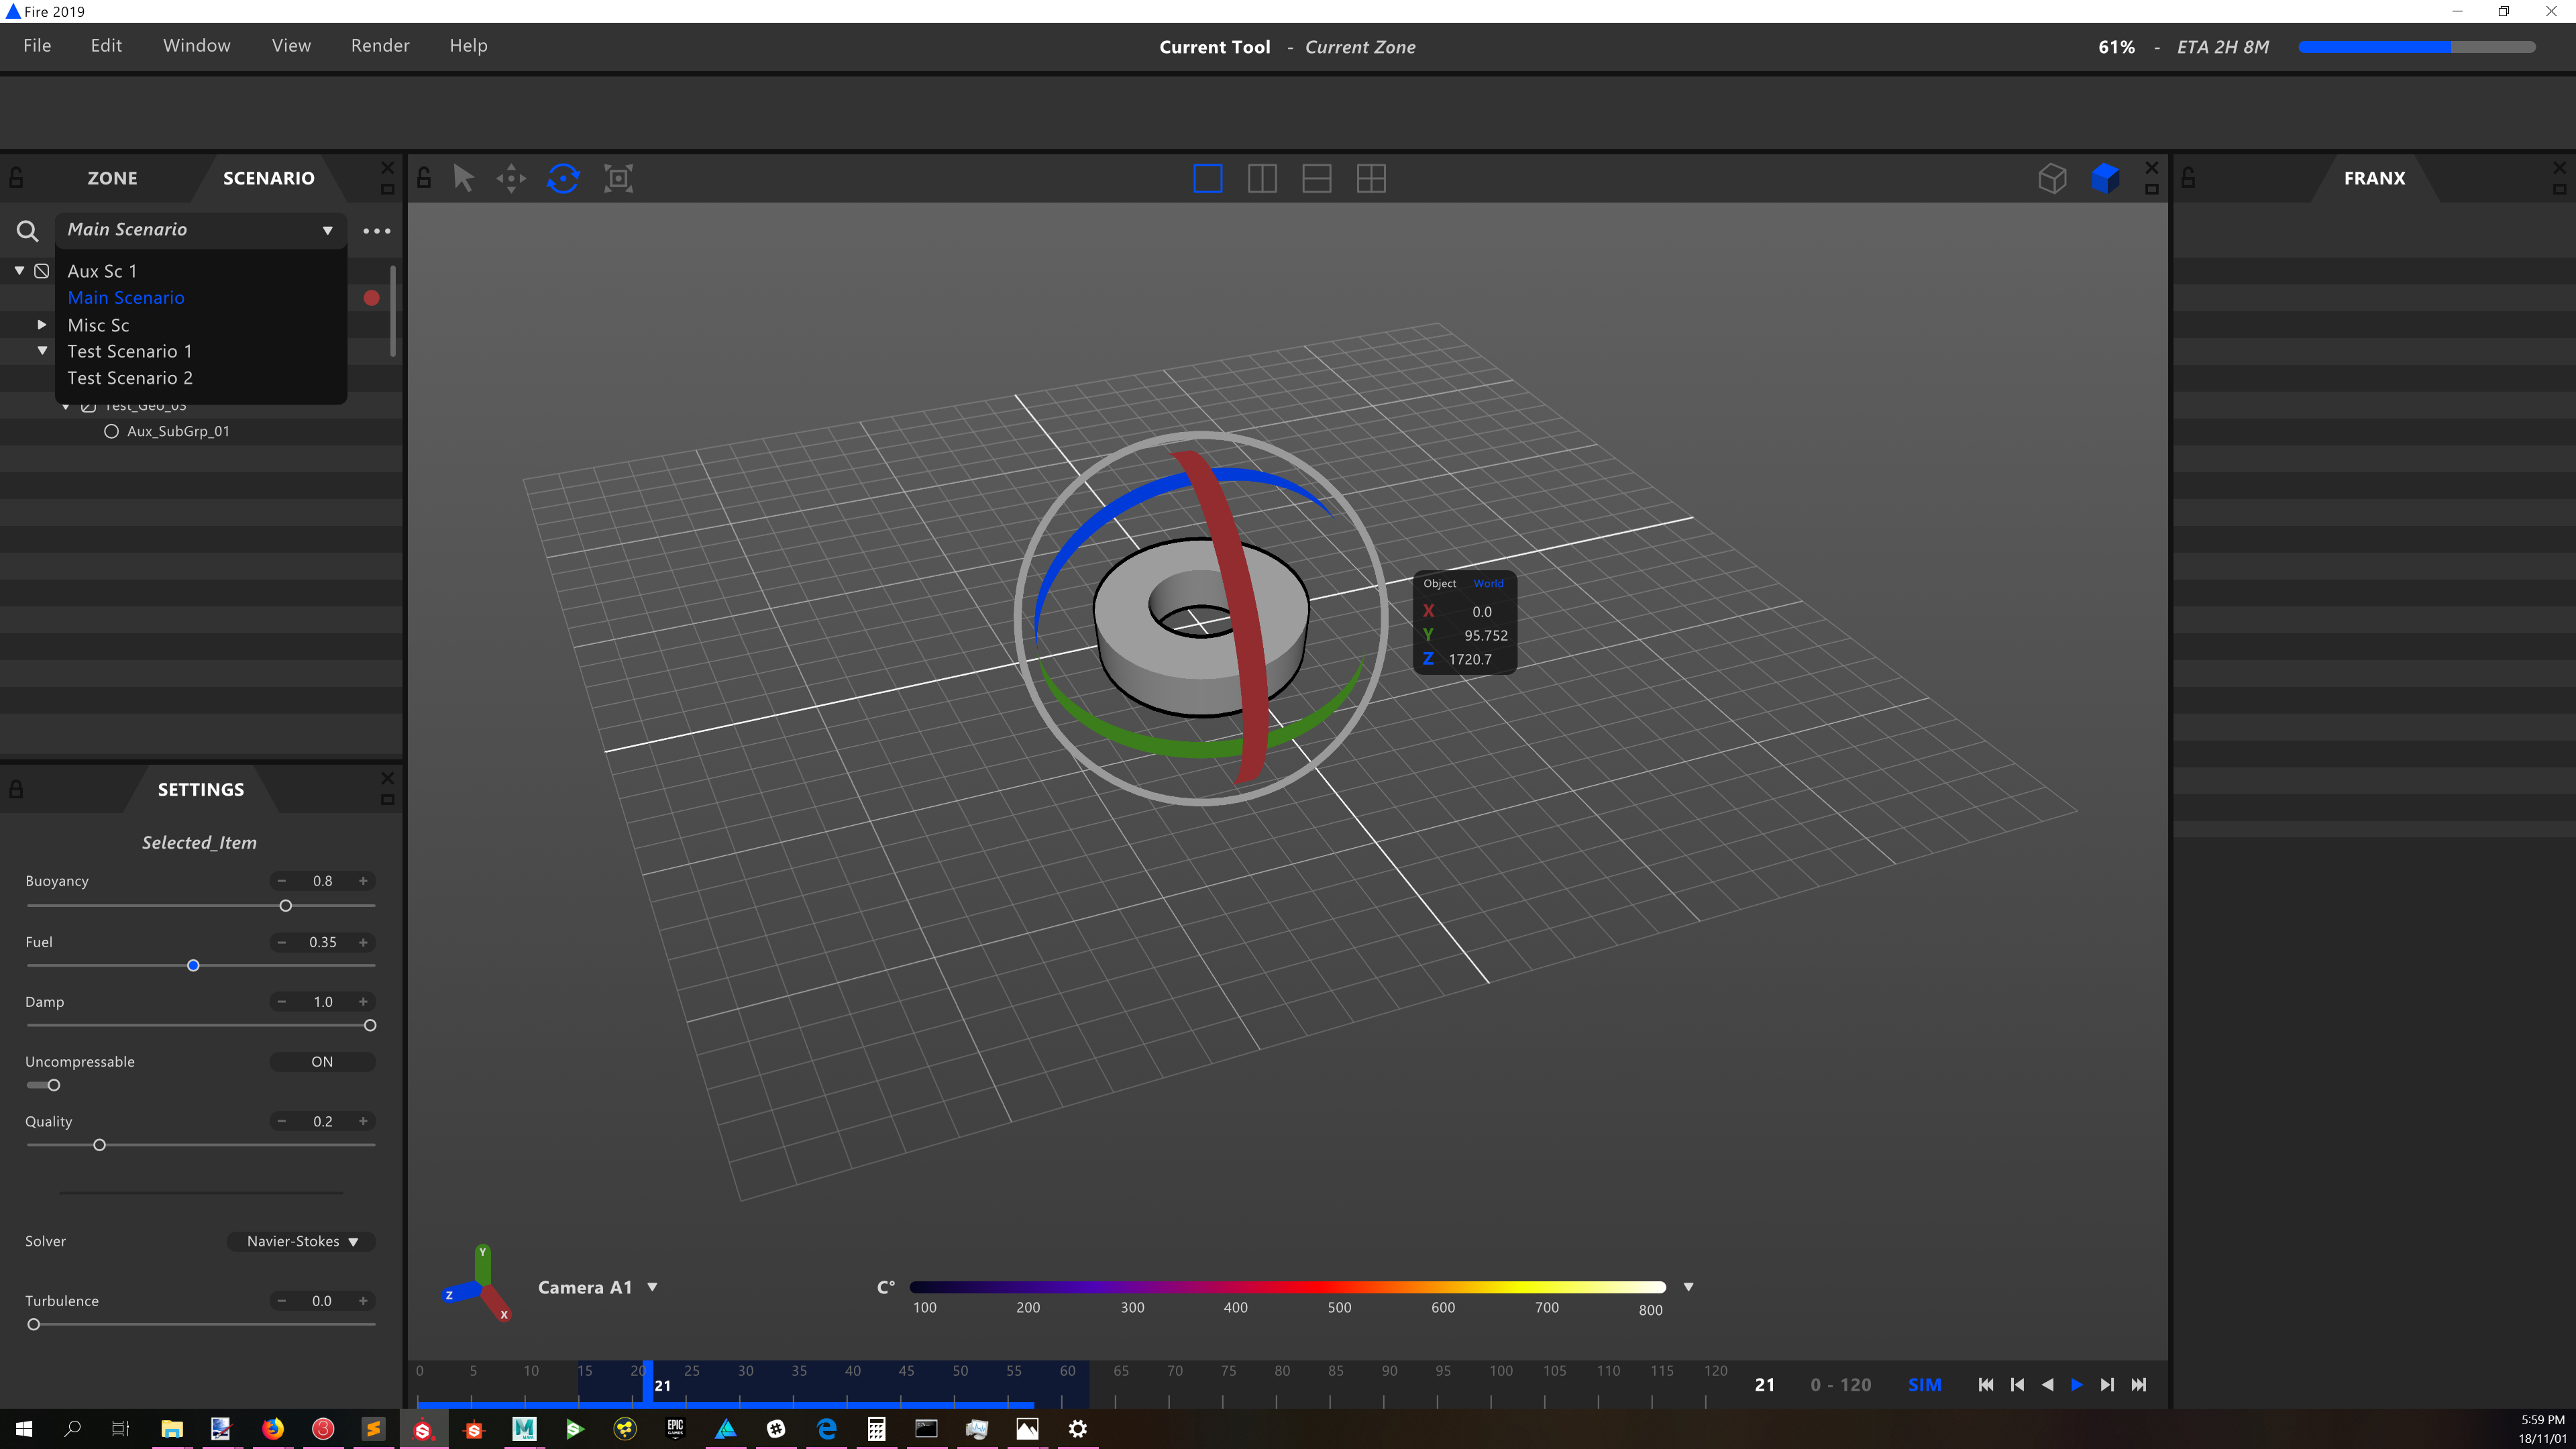 Fire 2019
File Edit Window View Render Help
Current Tool - Current Zone
61% - ETA 2H 8M
ZONE SCENARIO
FRANX
Main Scenario
Aux Sc 1
Main Scenario
Misc Sc
Test Scenario 1
Test Scenario 2
Test_Geo_03
Aux_SubGrp_01
Object World
X 0.0
Y 95.752
Z 1720.7
SETTINGS
Selected_Item
Buoyancy - 0.8 +
Fuel - 0.35 +
Damp - 1.0 +
Uncompressable ON
Quality - 0.2 +
Solver Navier-Stokes
Turbulence - 0.0 +
Y
Z
X
Camera A1
C°
100 200 300 400 500 600 700 800
0 5 10 15 20 25 30 35 40 45 50 55 60 65 70 75 80 85 90 95 100 105 110 115 120
21
21 0 - 120 SIM
3
S
M
EPIC GAMES
5:59 PM
18/11/01